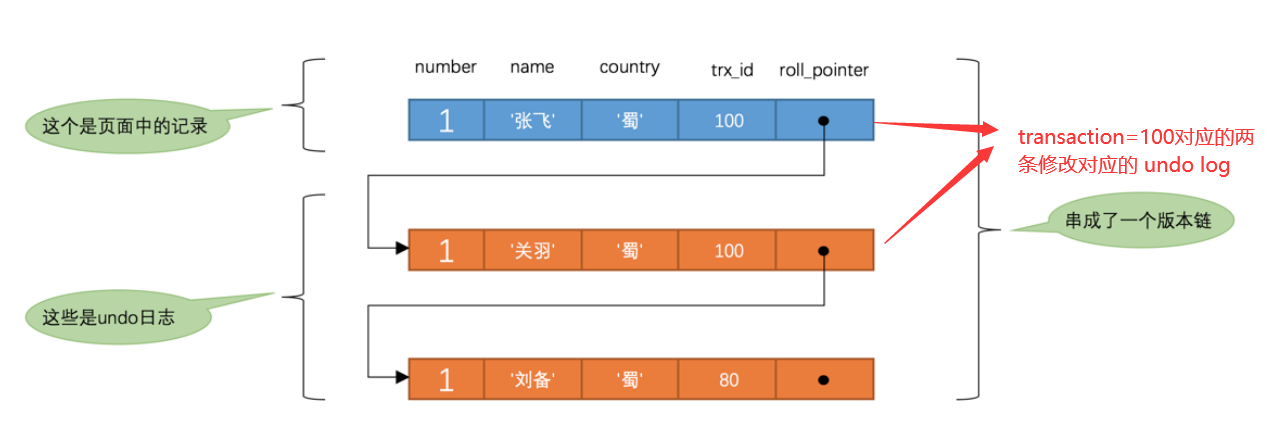 number name country trx_id roll_pointer
这个是页面中的记录
1 '张飞' '蜀' 100
transaction=100对应的两
条修改对应的 undo log
串成了一个版本链
1 '关羽' '蜀' 100
这些是undo日志
1 '刘备' '蜀' 80